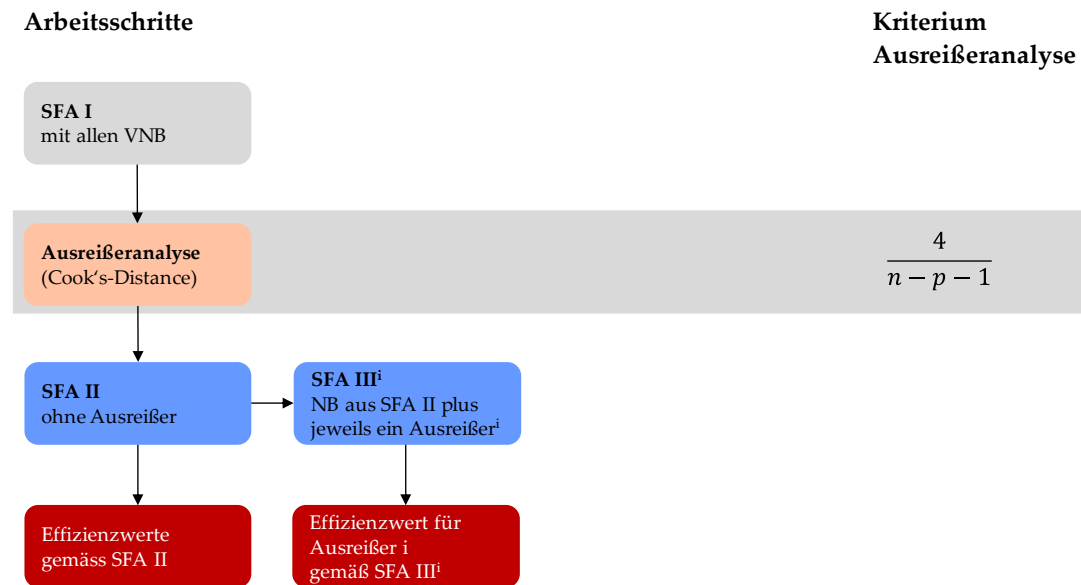 Arbeitsschritte
Kriterium
Ausreißeranalyse
SFA I
mit allen VNB
Ausreißeranalyse
(Cook‘s-Distance)
4
n − p − 1
SFA II
ohne Ausreißer
SFA IIIⁱ
NB aus SFA II plus
jeweils ein Ausreißerⁱ
Effizienzwerte
gemäss SFA II
Effizienzwert für
Ausreißer i
gemäß SFA IIIⁱ